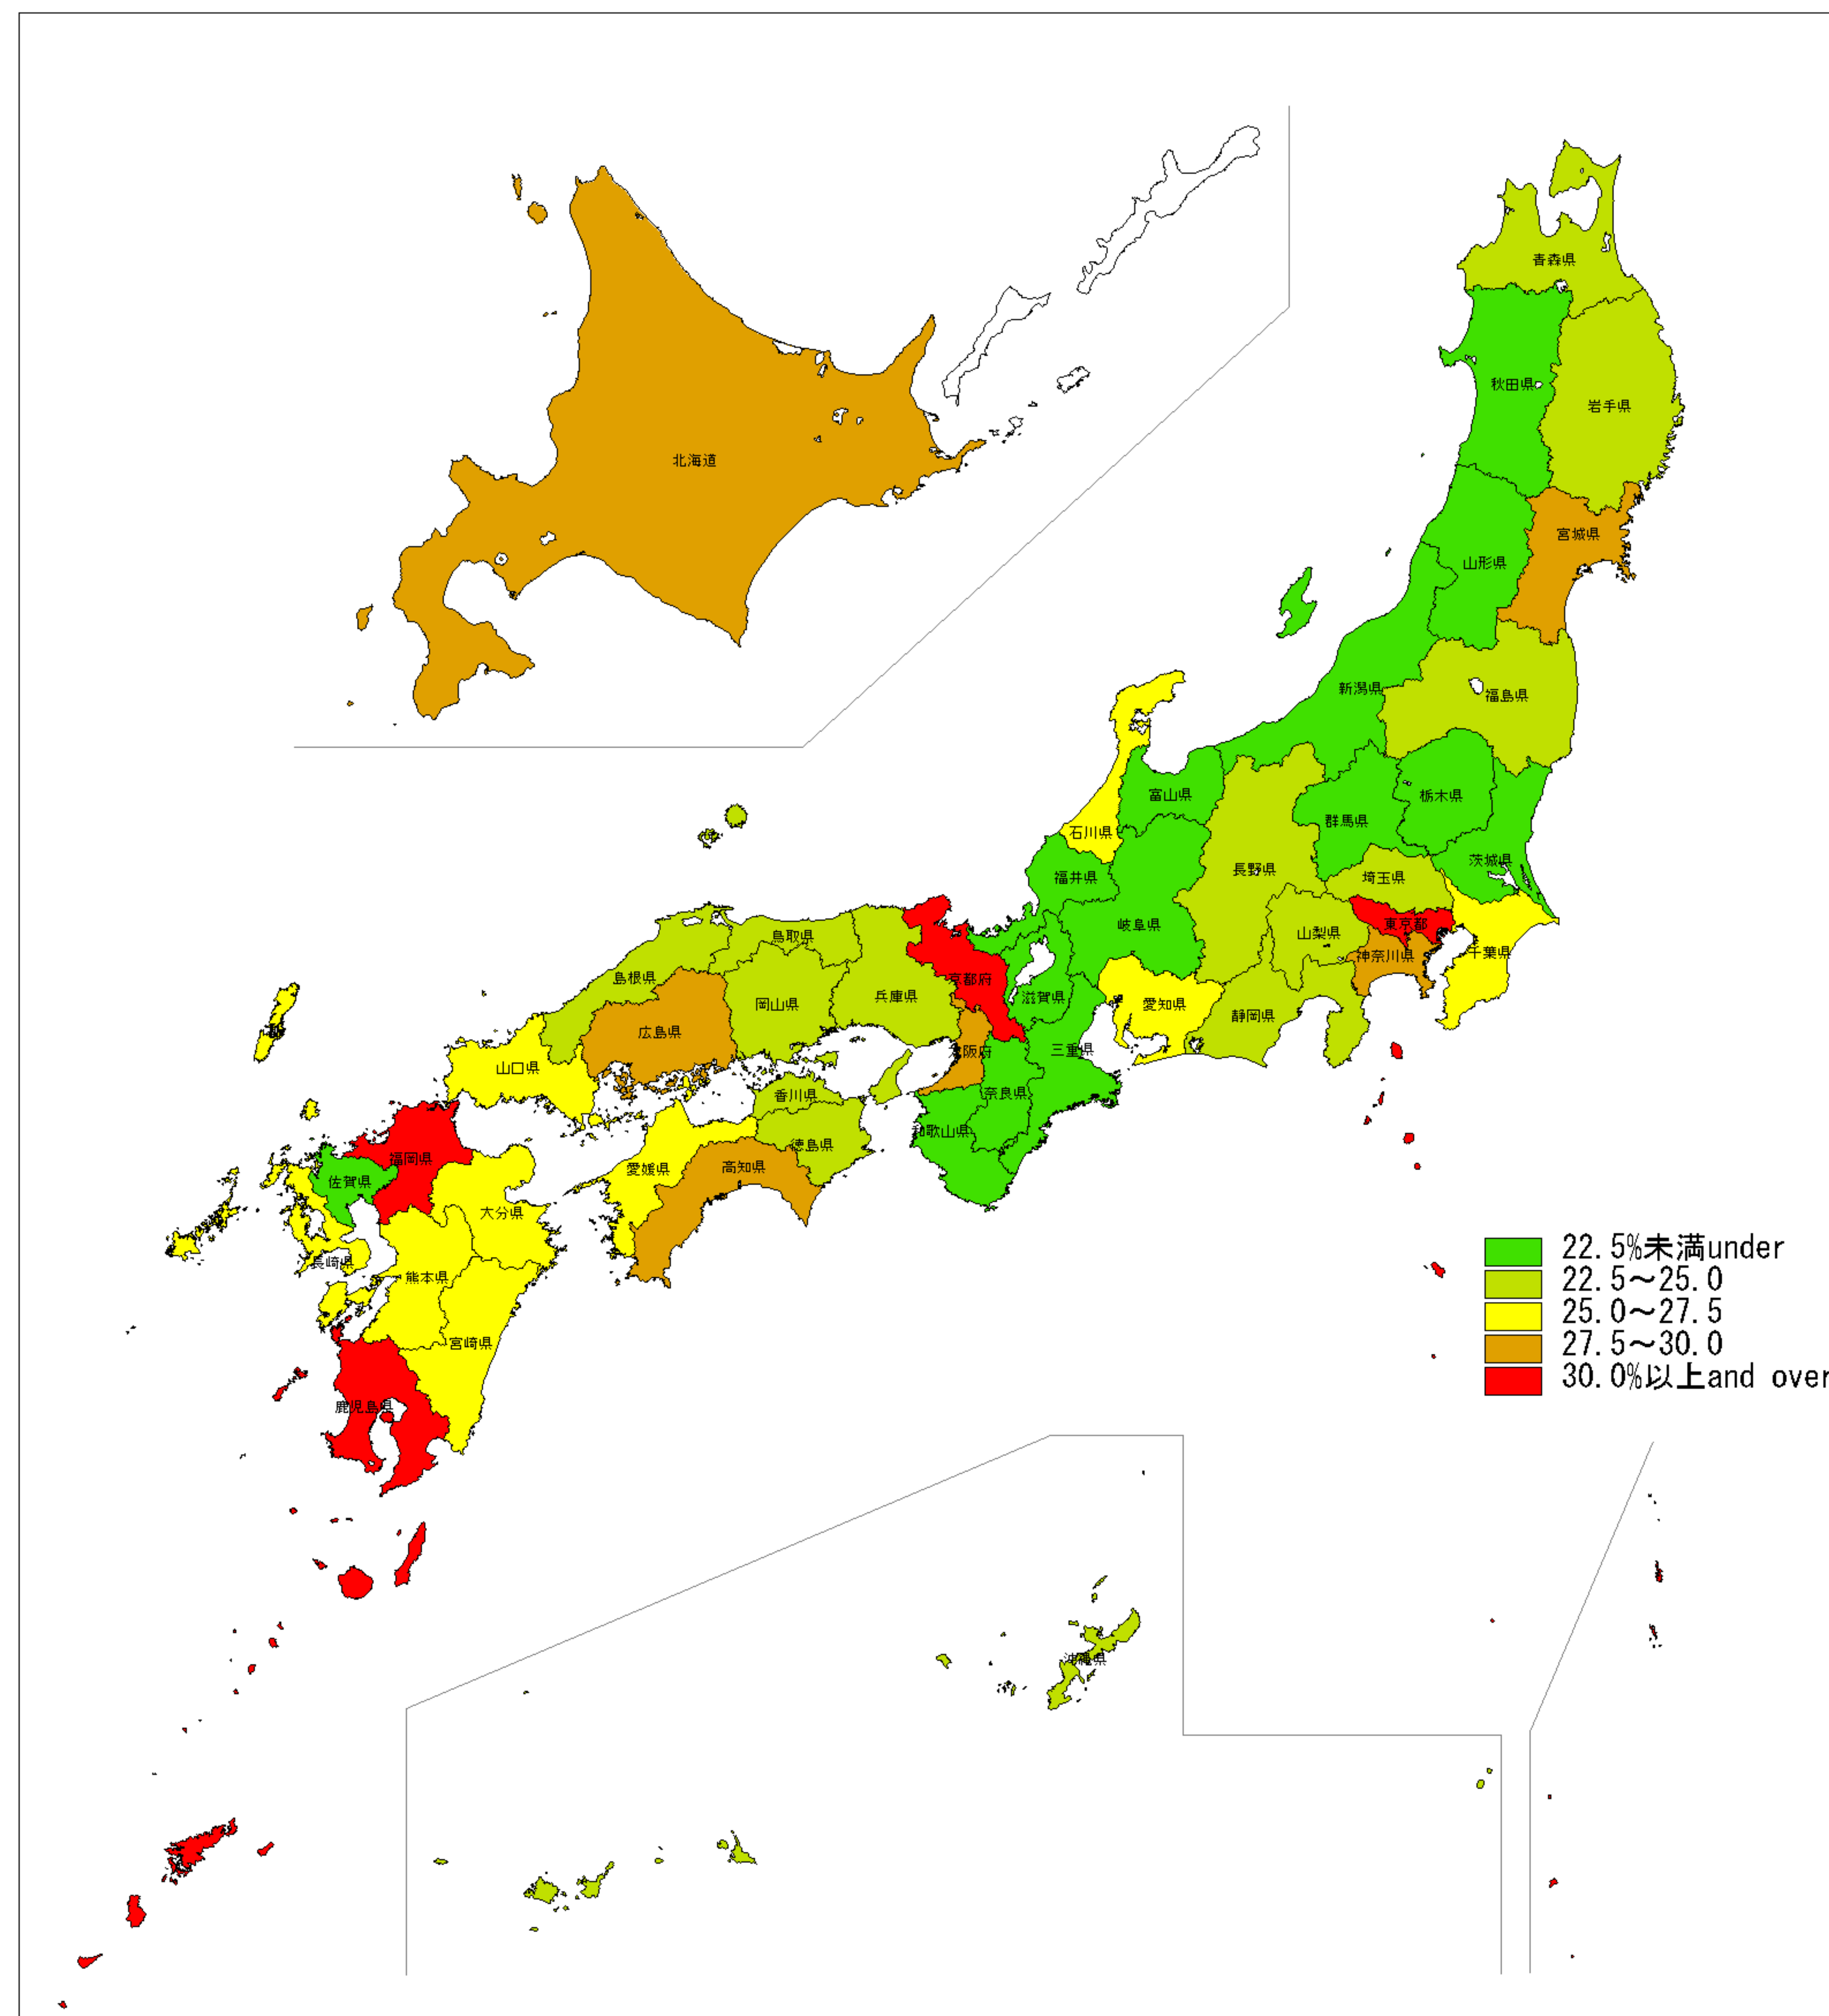 青森県
秋田県
岩手県
北海道
宮城県
山形県
新潟県
福島県
富山県
栃木県
群馬県
石川県
茨城県
長野県
埼玉県
福井県
岐阜県
東京都
山梨県
鳥取県
神奈川県
千葉県
島根県
京都府
兵庫県
滋賀県
岡山県
愛知県
静岡県
広島県
大阪府
三重県
山口県
奈良県
香川県
和歌山県
徳島県
福岡県
高知県
愛媛県
佐賀県
大分県
長崎県
熊本県
宮崎県
鹿児島県
22.5%未満under
22.5～25.0
25.0～27.5
27.5～30.0
30.0%以上and over
沖縄県